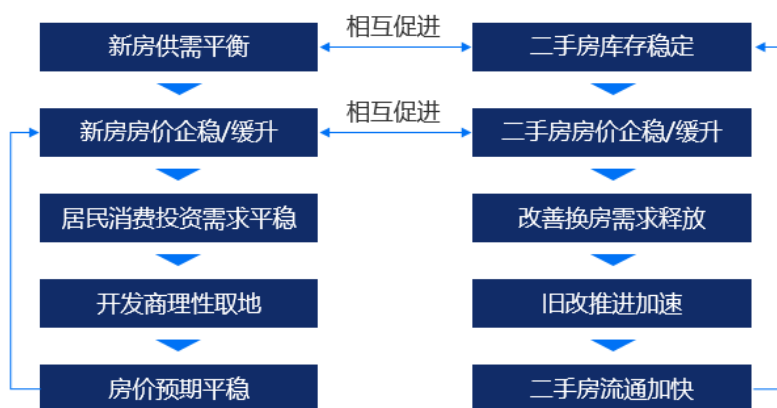 新房供需平衡
相互促进
二手房库存稳定
新房房价企稳/缓升
相互促进
二手房房价企稳/缓升
居民消费投资需求平稳
改善换房需求释放
开发商理性取地
旧改推进加速
房价预期平稳
二手房流通加快